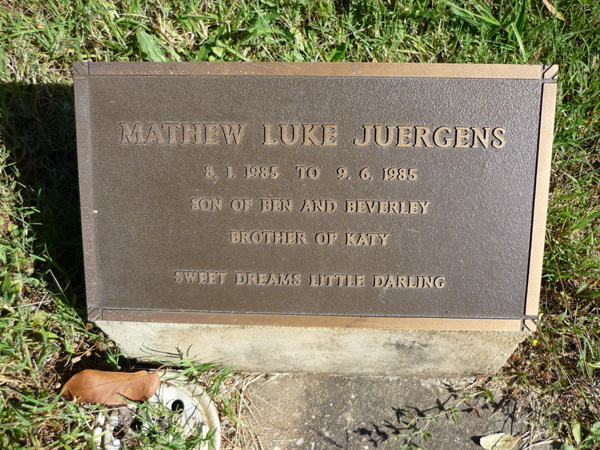 MATHEW LUKE JUERGENS
8. 1. 1985 TO 9. 6. 1985
SON OF BEN AND BEVERLEY
BROTHER OF KATY
SWEET DREAMS LITTLE DARLING